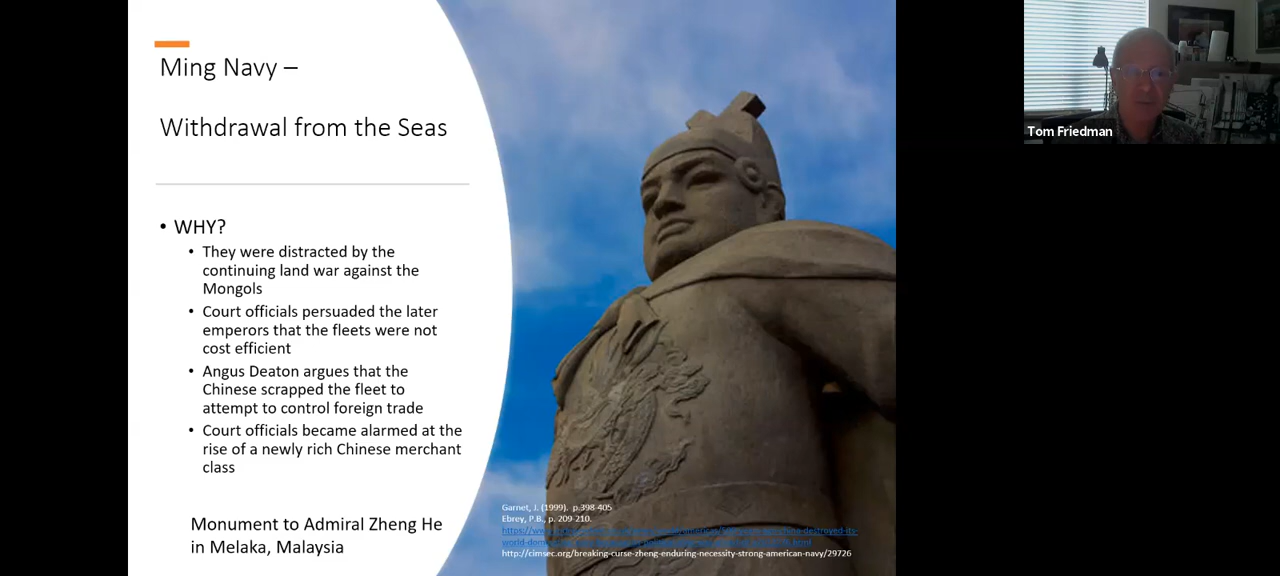 Ming Navy –
Withdrawal from the Seas
• WHY?
• They were distracted by the
continuing land war against the
Mongols
• Court officials persuaded the later
emperors that the fleets were not
cost efficient
• Angus Deaton argues that the
Chinese scrapped the fleet to
attempt to control foreign trade
• Court officials became alarmed at the
rise of a newly rich Chinese merchant
class
Monument to Admiral Zheng He
in Melaka, Malaysia
Garnet, J. (1999). p.398-405
Ebrey, P.B., p. 209-210.
http://cimsec.org/breaking-curse-zheng-enduring-necessity-strong-american-navy/29726
Tom Friedman